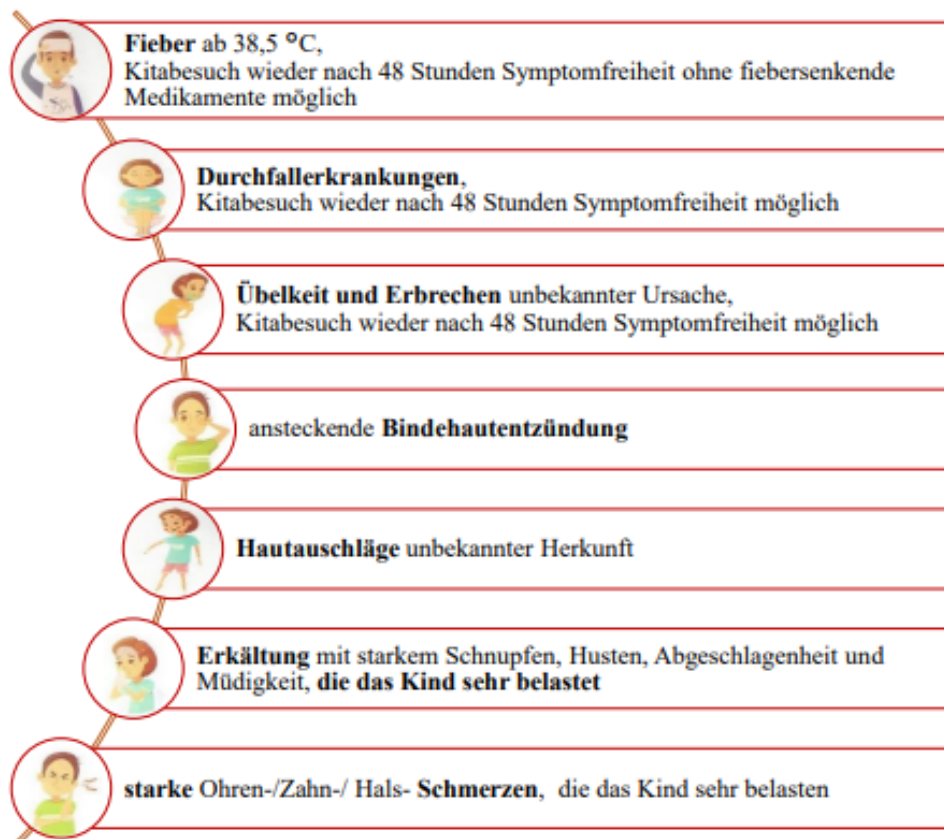 Fieber ab 38,5 °C,
Kitabesuch wieder nach 48 Stunden Symptomfreiheit ohne fiebersenkende
Medikamente möglich
Durchfallerkrankungen,
Kitabesuch wieder nach 48 Stunden Symptomfreiheit möglich
Übelkeit und Erbrechen unbekannter Ursache,
Kitabesuch wieder nach 48 Stunden Symptomfreiheit möglich
ansteckende Bindehautentzündung
Hautauschläge unbekannter Herkunft
Erkältung mit starkem Schnupfen, Husten, Abgeschlagenheit und
Müdigkeit, die das Kind sehr belastet
starke Ohren-/Zahn-/ Hals- Schmerzen, die das Kind sehr belasten